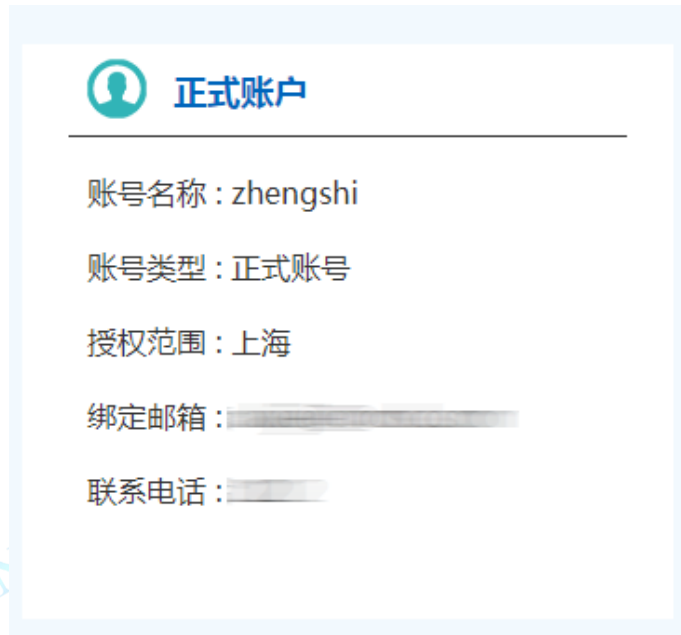 正式账户
账号名称 : zhengshi
账号类型 : 正式账号
授权范围 : 上海
绑定邮箱 :
联系电话 :